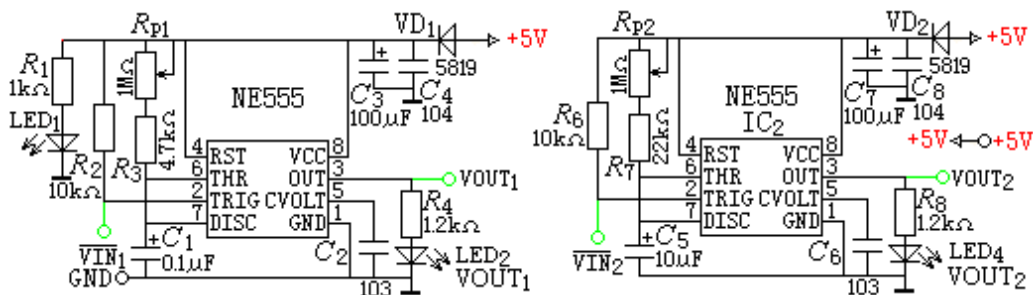 RP1
VD1
+5V
R1
1kΩ
1MΩ
5819
NE555
C3
100μF
C4
104
LED1
R2
10kΩ
R3
4.7kΩ
4
RST
VCC
8
6
THR
OUT
3
2
TRIG
CVOLT
5
7
DISC
GND
1
VOUT1
R4
1.2kΩ
VIN1
C1
0.1μF
C2
103
LED2
VOUT1
GND
RP2
VD2
+5V
1MΩ
5819
NE555
IC2
C7
100μF
C8
104
R6
10kΩ
R7
22kΩ
+5V
+5V
4
RST
VCC
8
6
THR
OUT
3
2
TRIG
CVOLT
5
7
DISC
GND
1
VOUT2
R8
1.2kΩ
VIN2
C5
10μF
C6
103
LED4
VOUT2